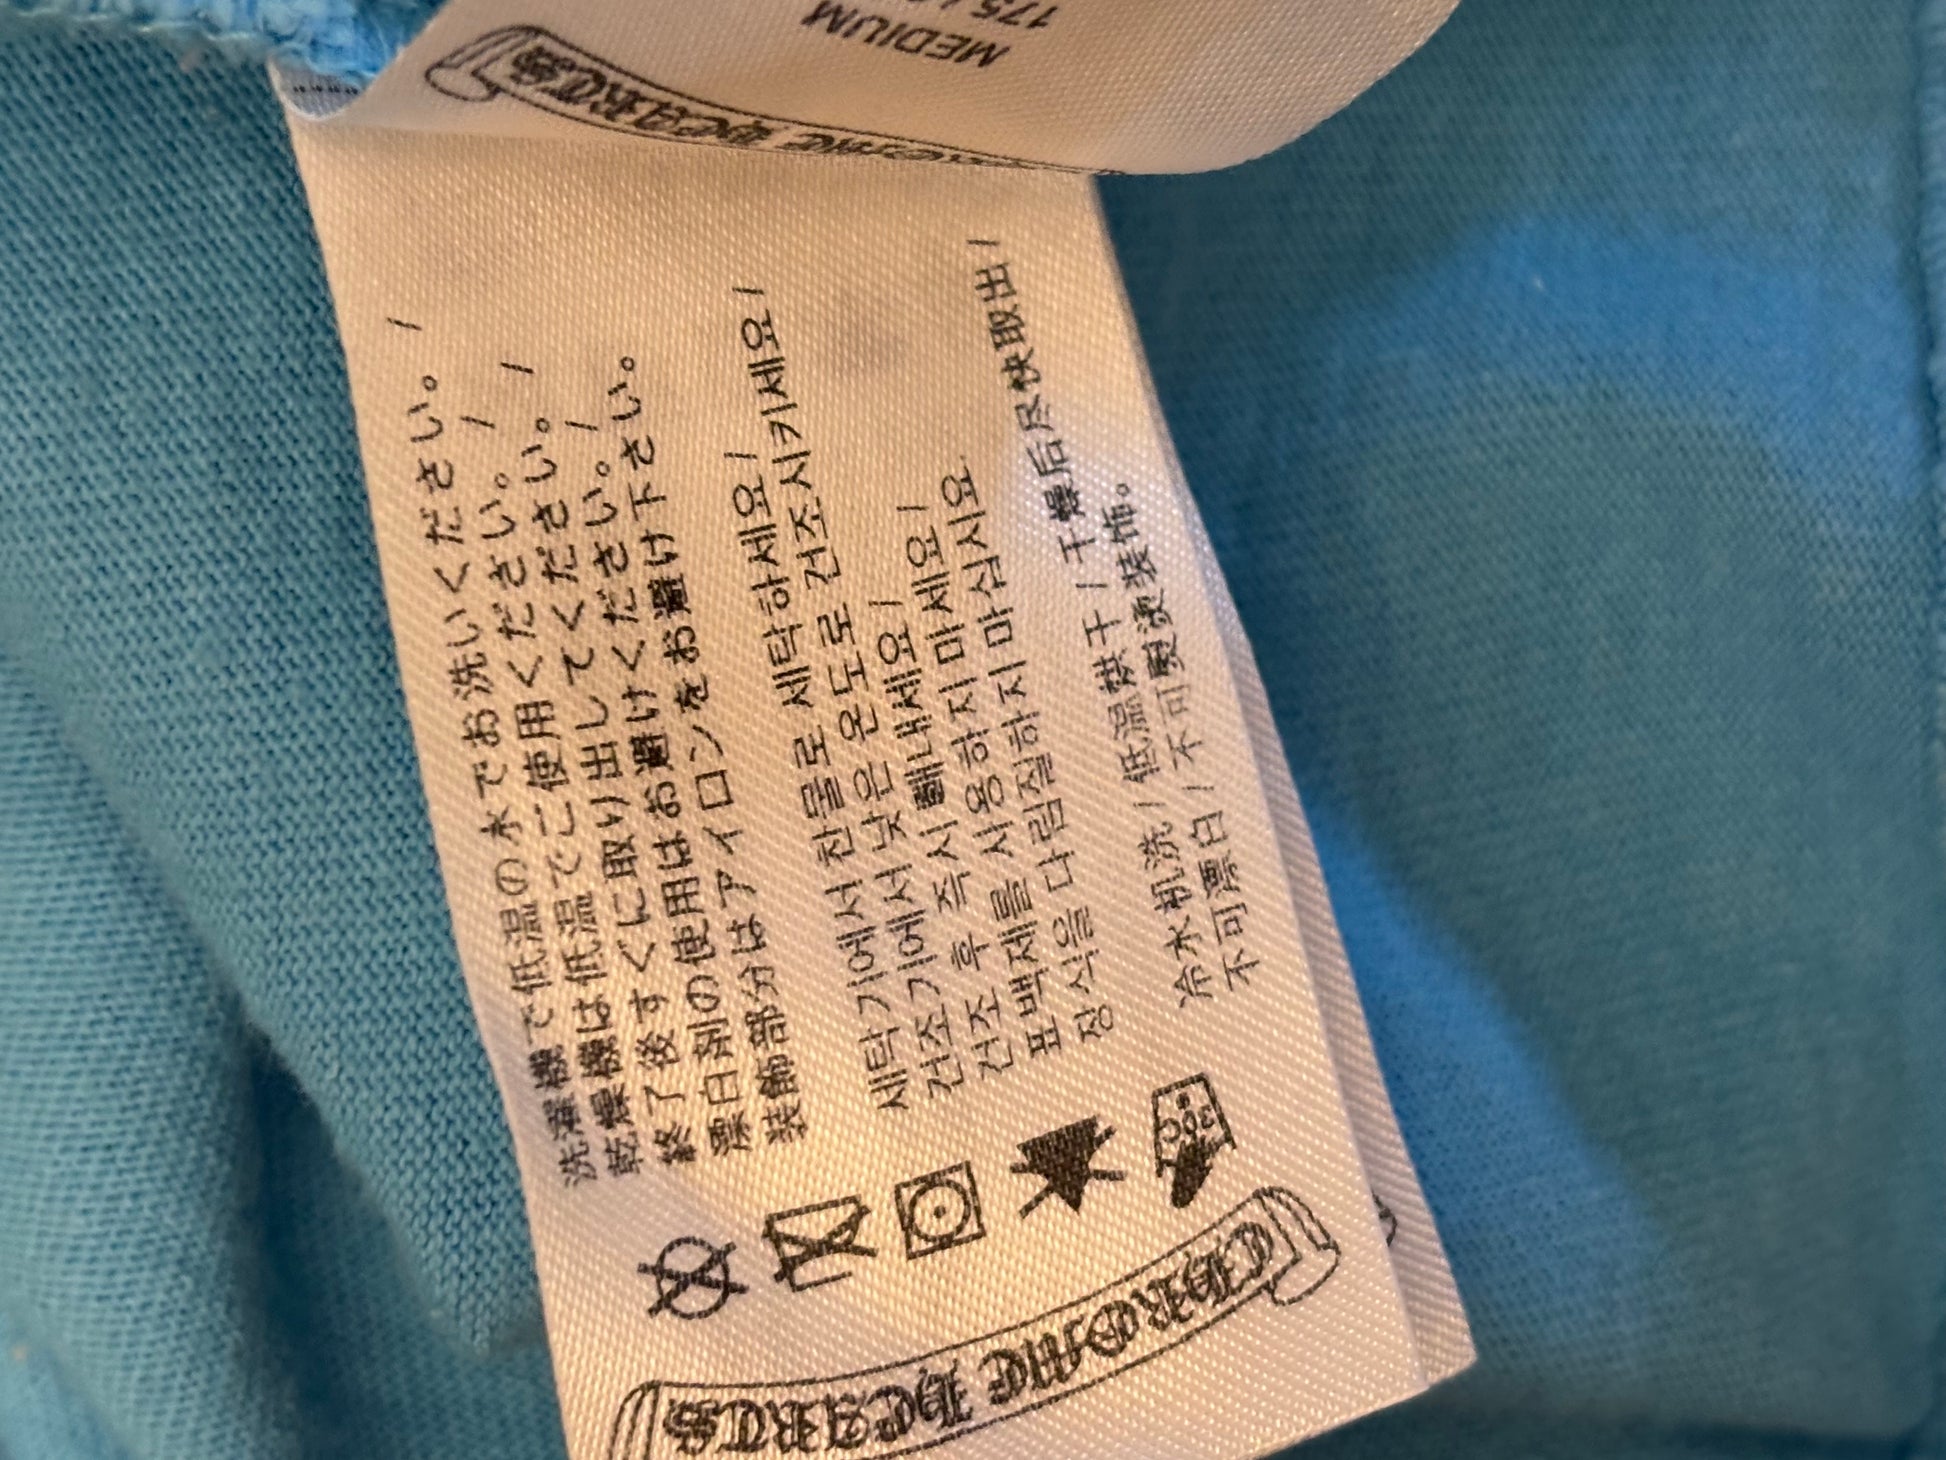 MEDIUM
175 /
CHROME HEARTS
洗濯機で低温の水でお洗いください。 /
乾燥機は低温でご使用ください。 /
終了後すぐに取り出してください。 /
漂白剤の使用はお避けください。 /
装飾部分はアイロンをお避け下さい。
세탁기에서 찬물로 세탁하세요 /
건조기에서 낮은 온도로 건조시키세요 /
건조 후 즉시 빼내세요 /
표백제를 사용하지 마세요 /
장식을 다림질하지 마십시요
冷水机洗 / 低温烘干 / 干燥后尽快取出 /
不可漂白 / 不可熨烫装饰。
CHROME HEARTS